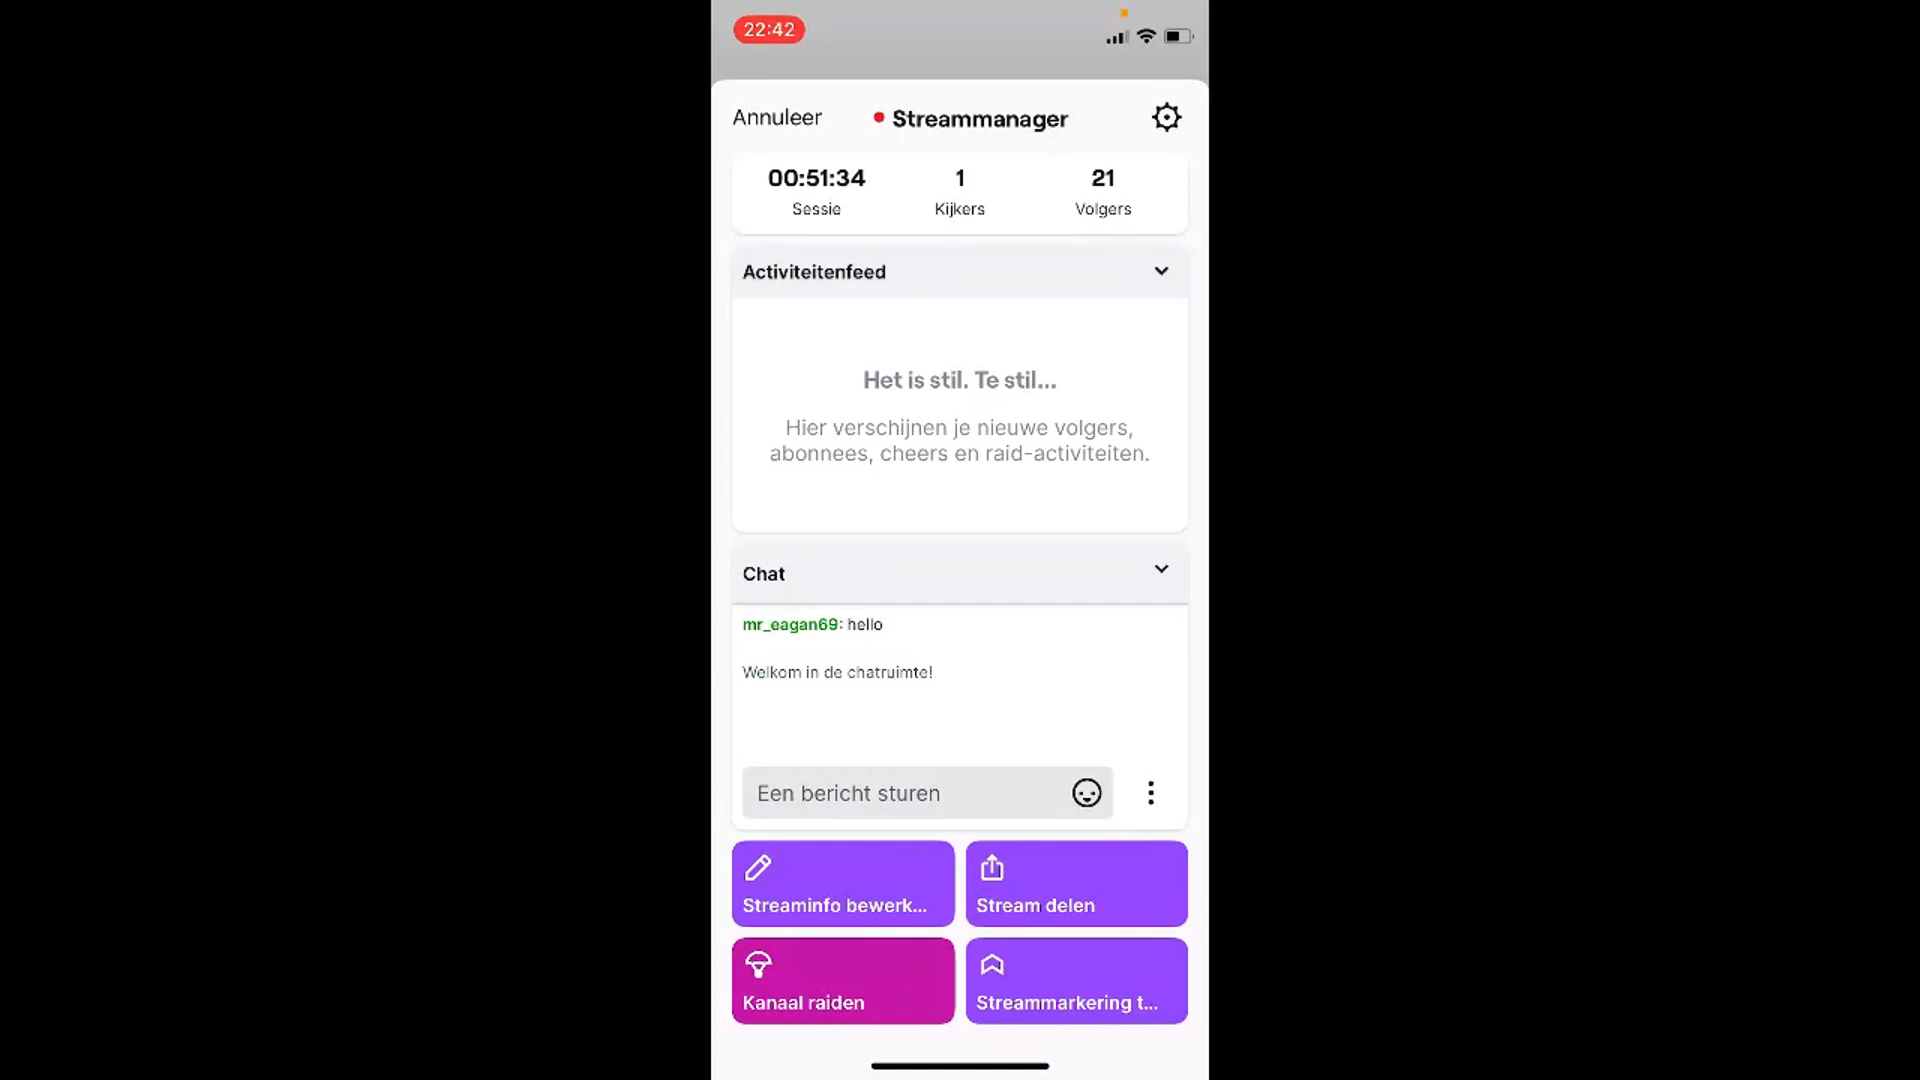 22:42
Annuleer
Streammanager
00:51:34
1
21
Sessie
Kijkers
Volgers
Activiteitenfeed
Het is stil. Te stil...
Hier verschijnen je nieuwe volgers,
abonnees, cheers en raid-activiteiten.
Chat
mr_eagan69: hello
Welkom in de chatruimte!
Een bericht sturen
Streaminfo bewerk...
Stream delen
Kanaal raiden
Streammarkering t...